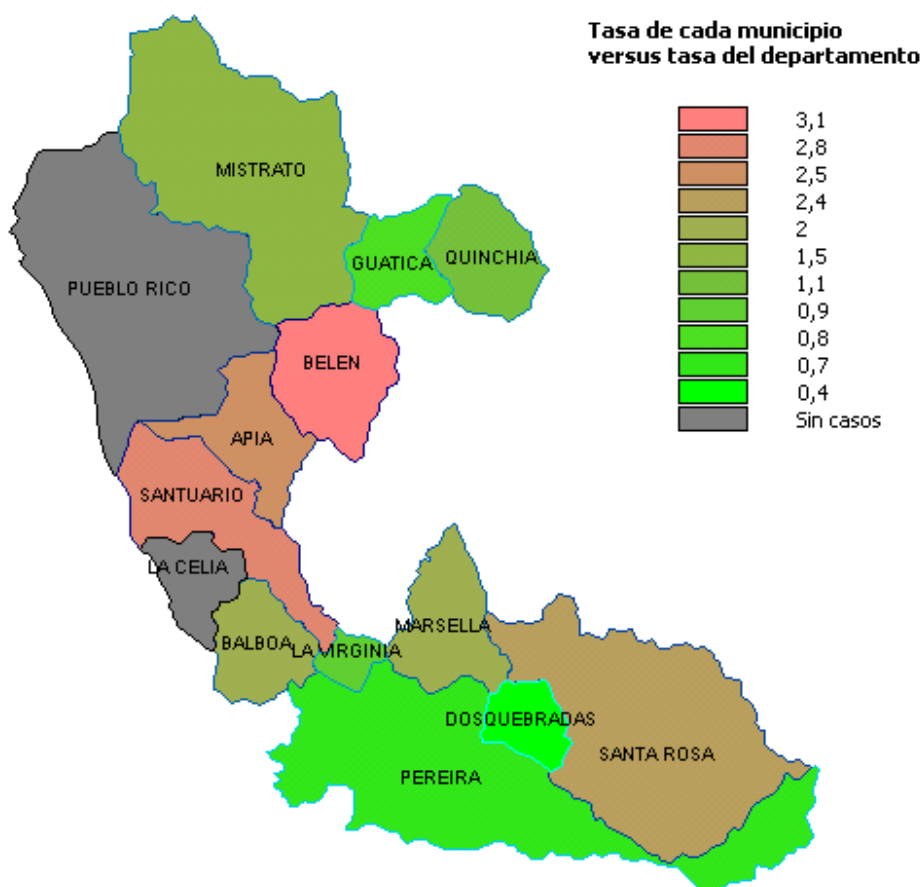 Tasa de cada municipio
versus tasa del departamento
3,1
2,8
2,5
2,4
2
1,5
1,1
0,9
0,8
0,7
0,4
Sin casos
MISTRATO
GUATICA
QUINCHIA
PUEBLO RICO
BELEN
APIA
SANTUARIO
LA CELIA
MARSELLA
BALBOA
LA VIRGINIA
DOSQUEBRADAS
SANTA ROSA
PEREIRA